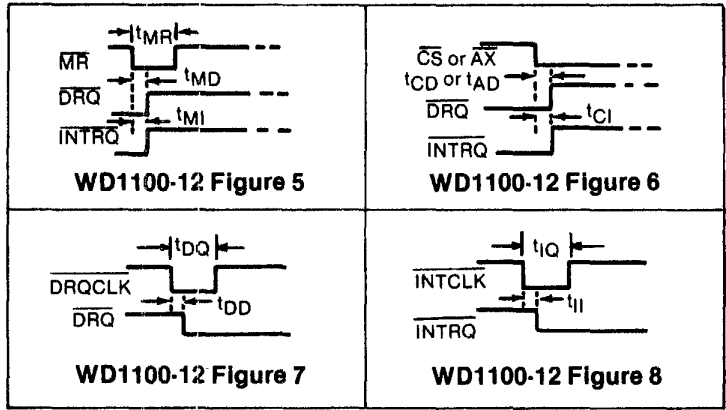 tMR
MR
tMD
DRQ
tMI
INTRQ
WD1100-12 Figure 5
CS or AX
tCD or tAD
DRQ
tCI
INTRQ
WD1100-12 Figure 6
tDQ
DRQCLK
tDD
DRQ
WD1100-12 Figure 7
tIQ
INTCLK
tII
INTRQ
WD1100-12 Figure 8